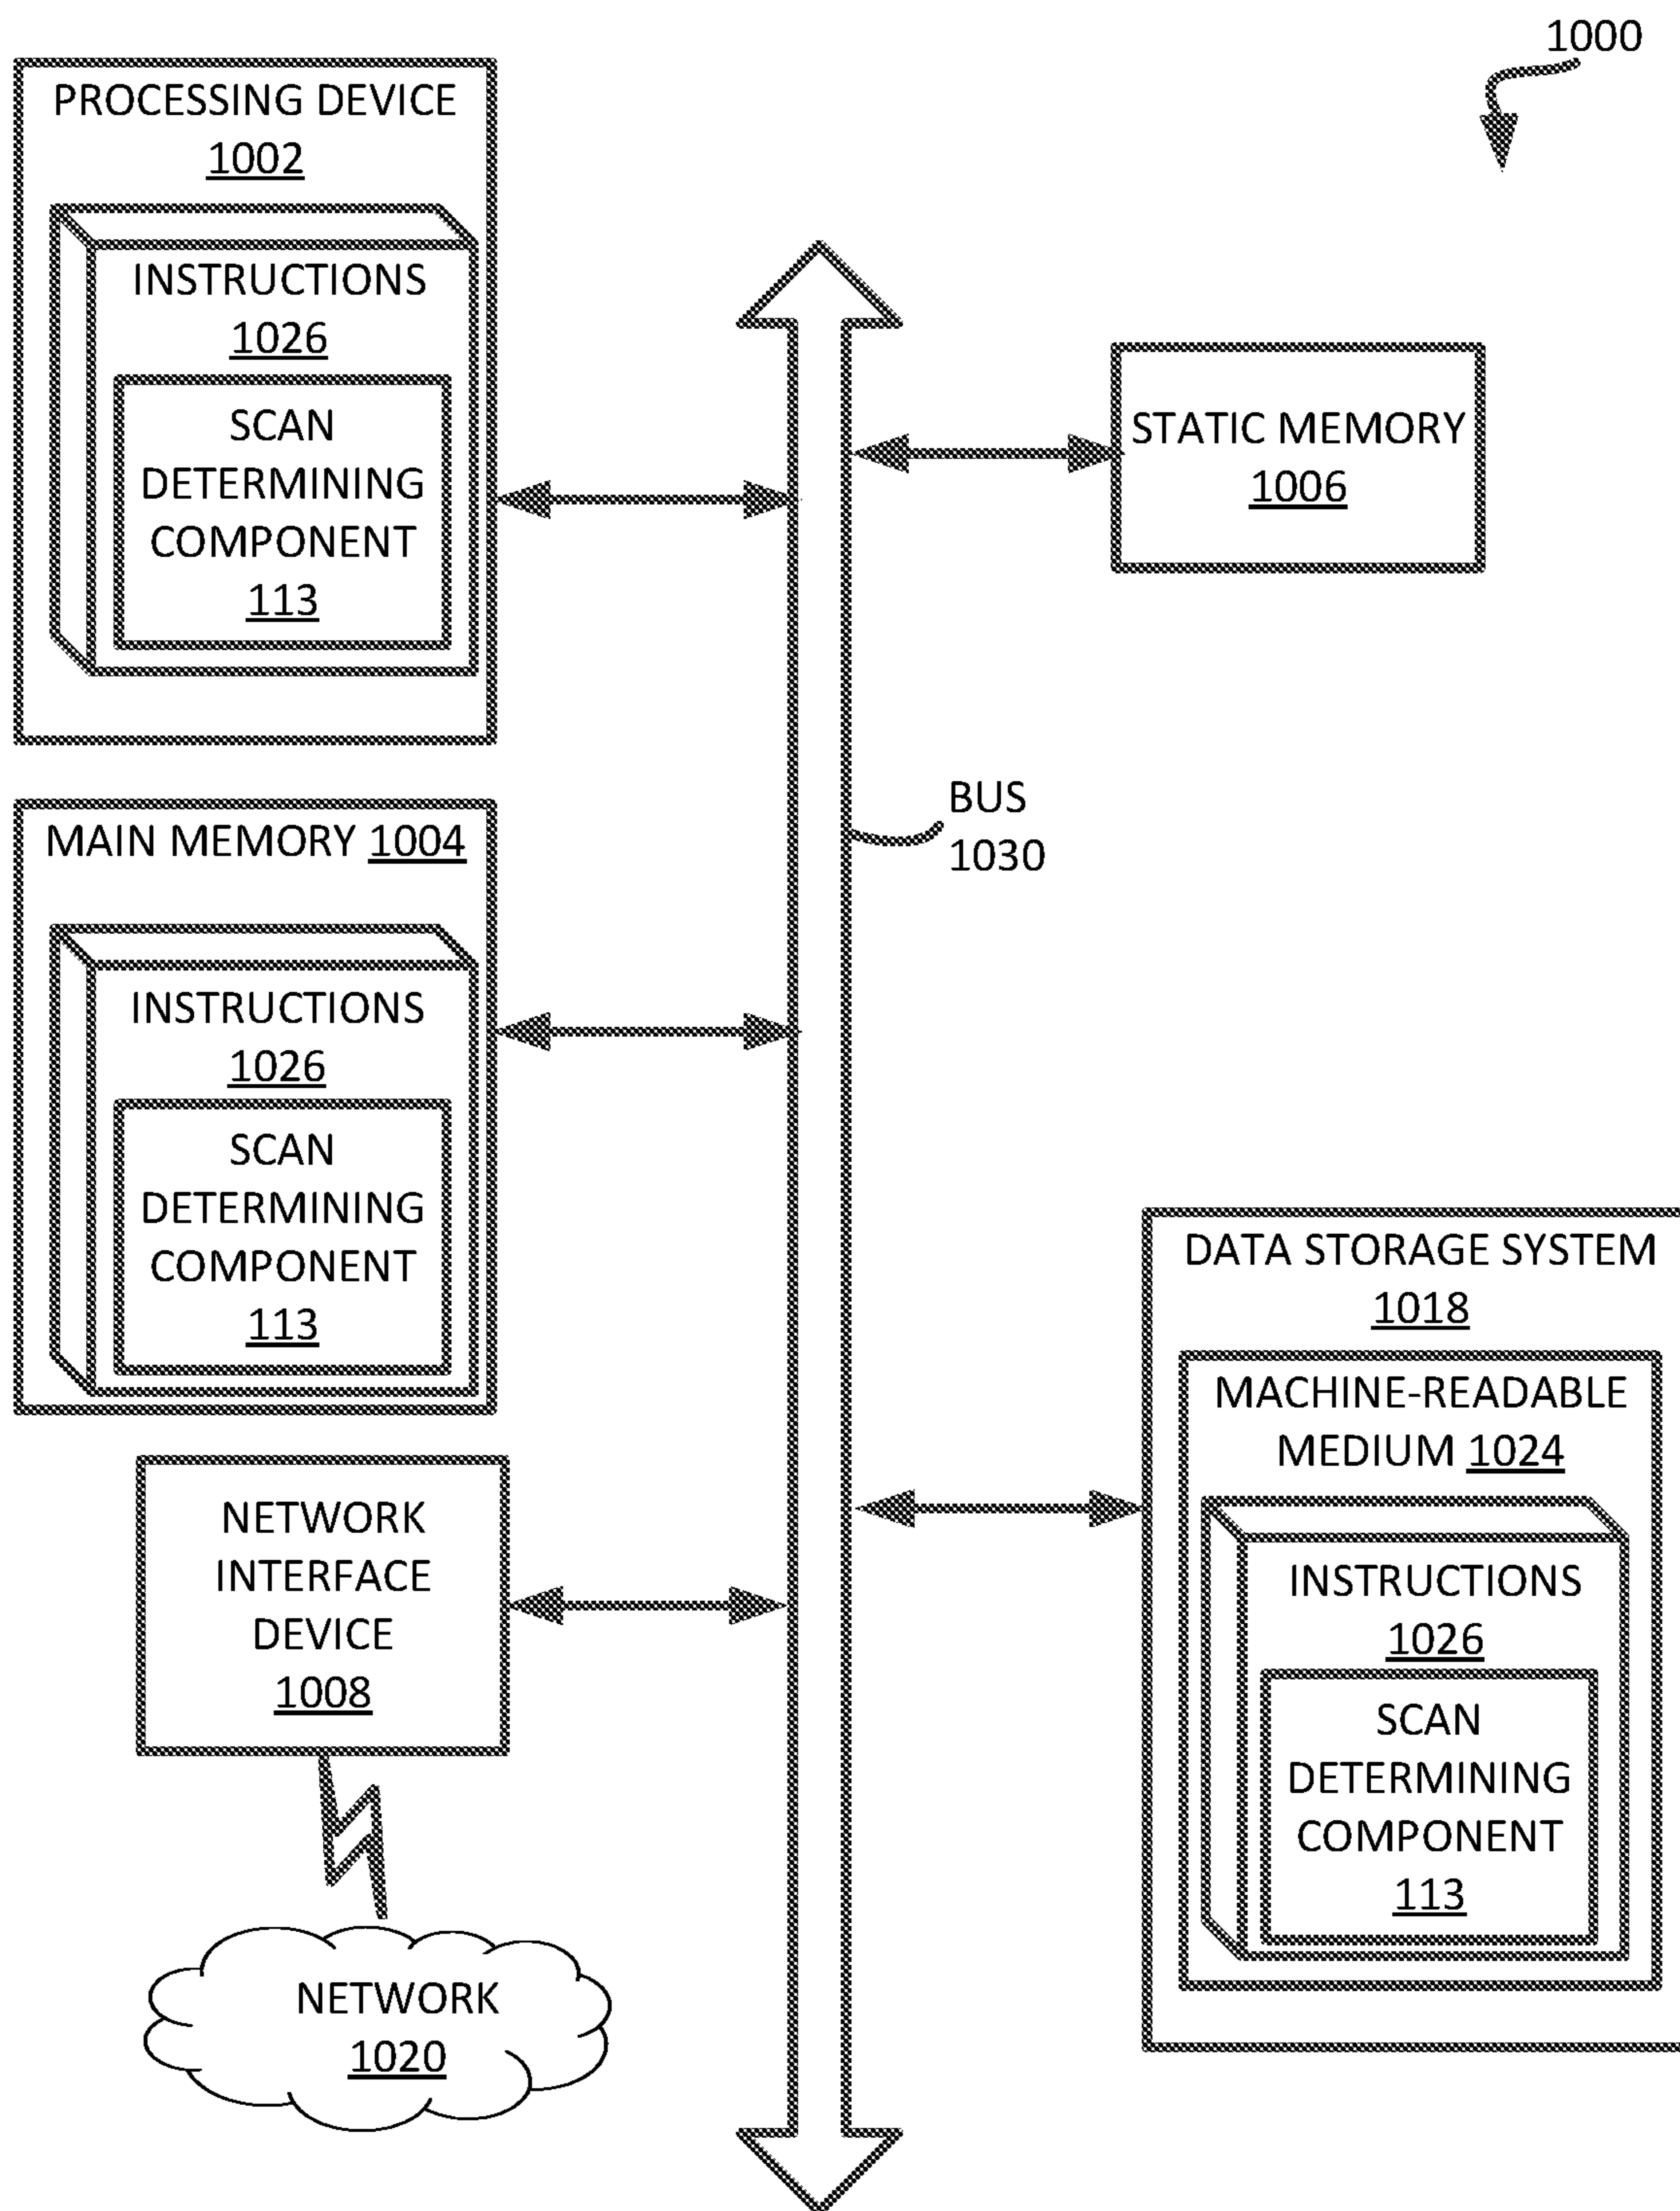 1000
PROCESSING DEVICE
1002
INSTRUCTIONS
1026
SCAN
DETERMINING
COMPONENT
113
STATIC MEMORY
1006
BUS
1030
MAIN MEMORY 1004
INSTRUCTIONS
1026
SCAN
DETERMINING
COMPONENT
113
DATA STORAGE SYSTEM
1018
MACHINE-READABLE
MEDIUM 1024
INSTRUCTIONS
1026
SCAN
DETERMINING
COMPONENT
113
NETWORK
INTERFACE
DEVICE
1008
NETWORK
1020